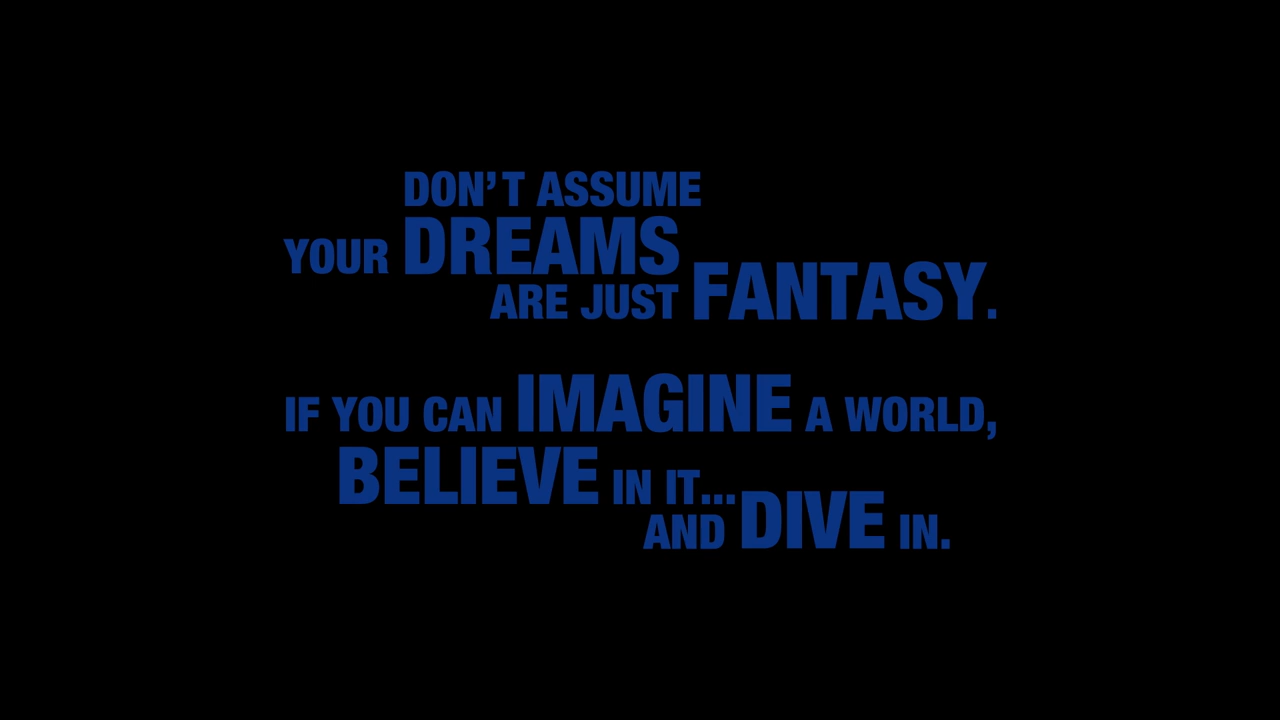 DON'T ASSUME
YOUR DREAMS
ARE JUST FANTASY.
IF YOU CAN IMAGINE A WORLD,
BELIEVE IN IT...
AND DIVE IN.